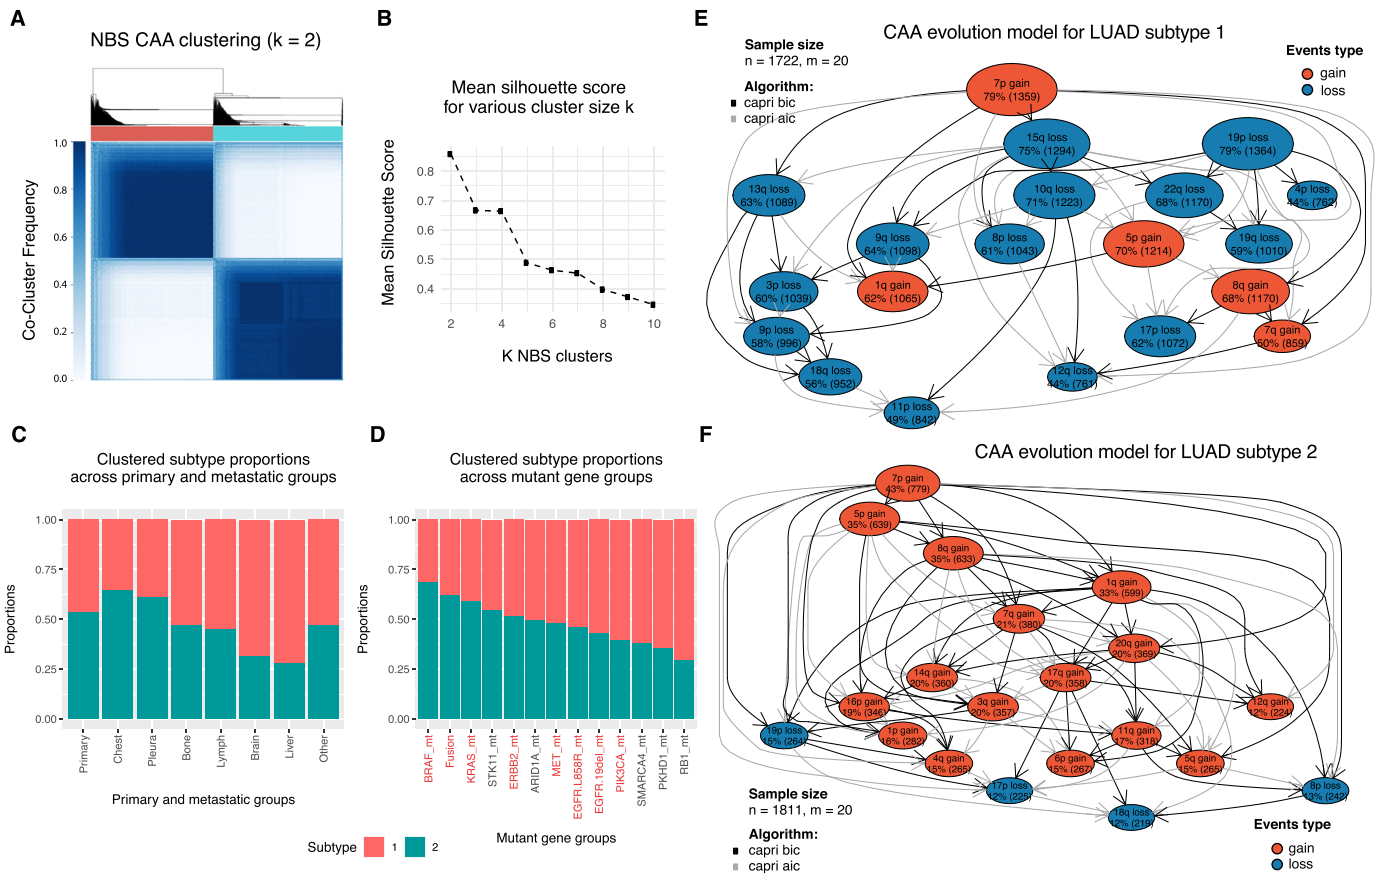 A
NBS CAA clustering (k = 2)
Co-Cluster Frequency
1.0
0.8
0.6
0.4
0.2
0.0
B
Mean silhouette score
for various cluster size k
Mean Silhouette Score
0.8
0.7
0.6
0.5
0.4
2
4
6
8
10
K NBS clusters
C
Clustered subtype proportions
across primary and metastatic groups
Proportions
1.00
0.75
0.50
0.25
0.00
Primary
Chest
Pleura
Bone
Lymph
Brain
Liver
Other
Primary and metastatic groups
D
Clustered subtype proportions
across mutant gene groups
Proportions
1.00
0.75
0.50
0.25
0.00
BRAF_mt
Fusion
KRAS_mt
STK11_mt
ERBB2_mt
ARID1A_mt
MET_mt
EGFR.L858R_mt
EGFR.19del_mt
PIK3CA_mt
SMARCA4_mt
PKHD1_mt
RB1_mt
Mutant gene groups
Subtype
1
2
E
CAA evolution model for LUAD subtype 1
Sample size
n = 1722, m = 20
Algorithm:
capri bic
capri aic
Events type
gain
loss
7p gain
79% (1359)
15q loss
75% (1294)
19p loss
79% (1364)
13q loss
63% (1089)
10q loss
71% (1223)
22q loss
68% (1170)
4p loss
44% (762)
9q loss
64% (1098)
8p loss
61% (1043)
5p gain
70% (1214)
19q loss
59% (1010)
3p loss
60% (1039)
1q gain
62% (1065)
8q gain
68% (1170)
9p loss
58% (996)
17p loss
62% (1072)
7q gain
50% (859)
18q loss
56% (952)
12q loss
44% (761)
11p loss
49% (842)
F
CAA evolution model for LUAD subtype 2
7p gain
43% (779)
5p gain
35% (639)
8q gain
35% (633)
1q gain
33% (599)
7q gain
21% (380)
20q gain
20% (369)
14q gain
20% (360)
17q gain
20% (358)
16p gain
19% (346)
3q gain
20% (357)
12q gain
12% (224)
19p loss
15% (264)
1p gain
16% (282)
11q gain
17% (318)
4q gain
15% (265)
6p gain
15% (267)
5q gain
15% (265)
17p loss
12% (225)
8p loss
13% (242)
18q loss
12% (219)
Sample size
n = 1811, m = 20
Algorithm:
capri bic
capri aic
Events type
gain
loss